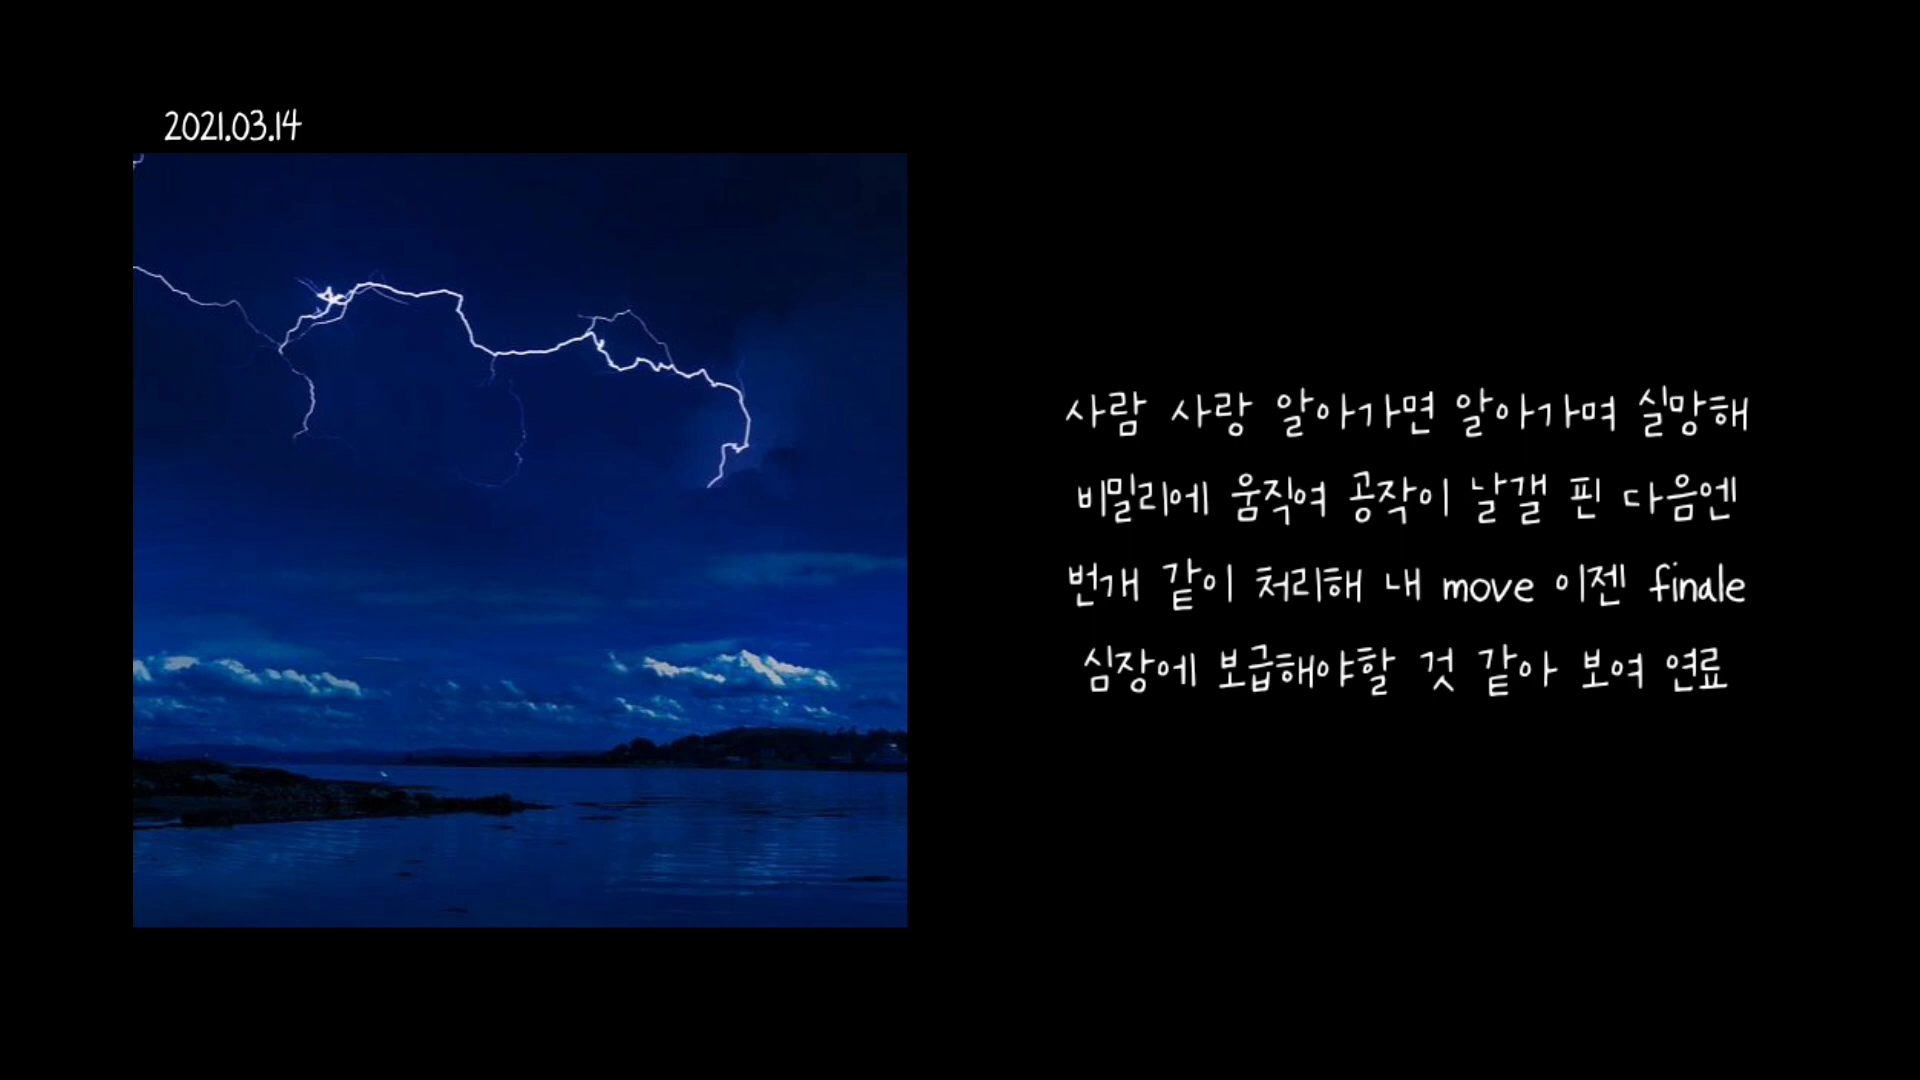 2021.03.14
사람 사랑 알아가면 알아가며 실망해
비밀리에 움직여 공작이 날갤 핀 다음엔
번개 같이 처리해 내 move 이젠 finale
심장에 보급해야할 것 같아 보여 연료